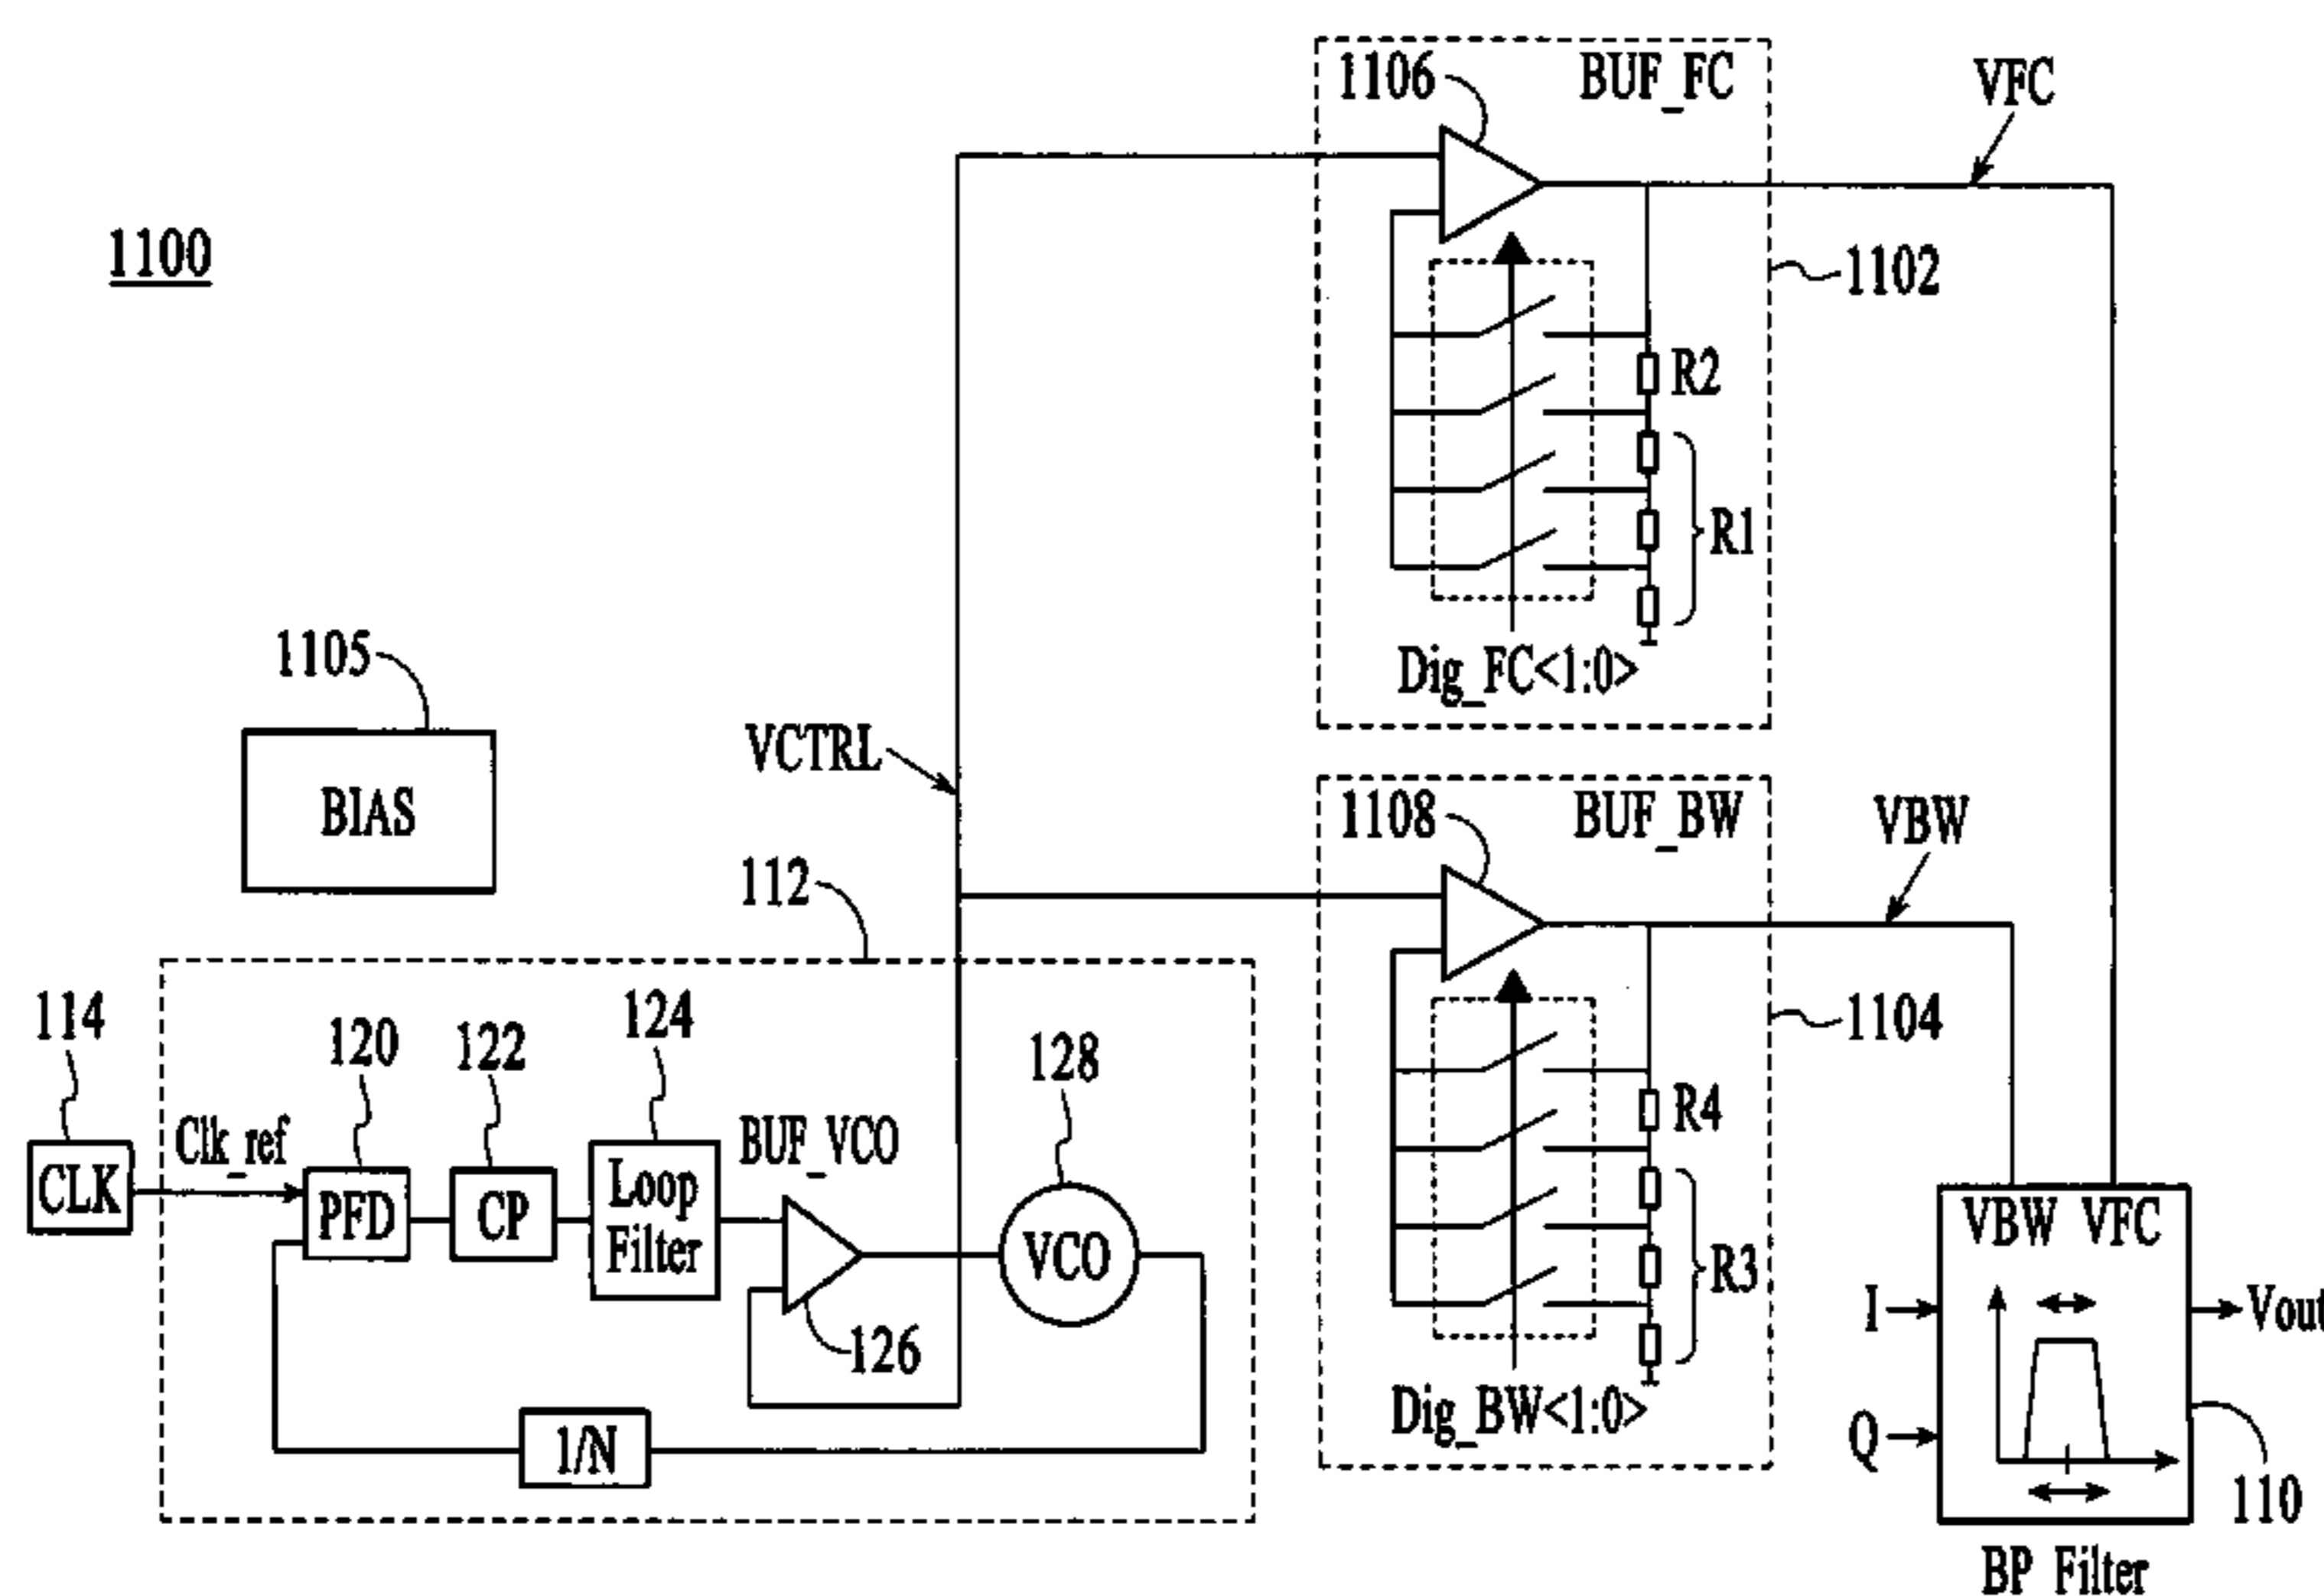 1106
BUF_FC
VFC
1100
1102
R2
R1
Dig_FC<1:0>
1105
BIAS
VCTRL
1108
BUF_BW
VBW
112
1104
114
120
122
124
128
R4
Clk_ref
BUF_VCO
CLK
PFD
CP
Loop
Filter
VCO
VBW VFC
R3
126
I
Vout
Dig_BW<1:0>
Q
1/N
110
BP Filter